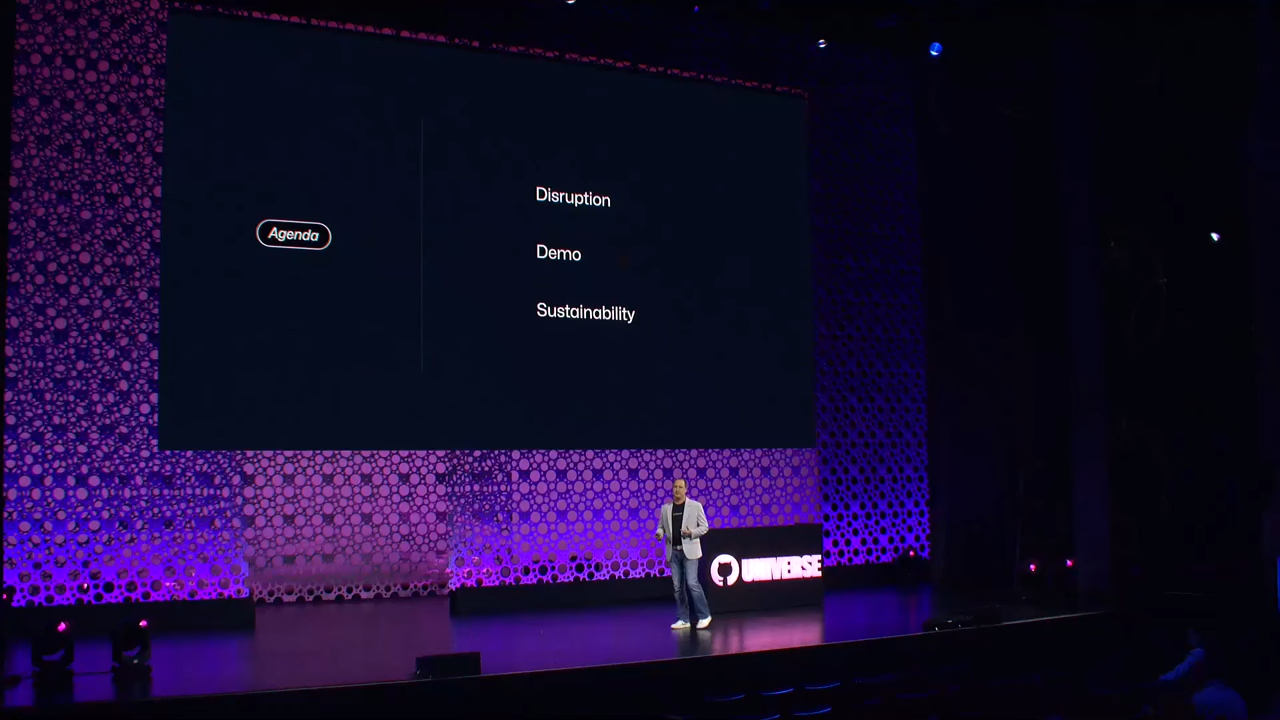 Agenda
Disruption
Demo
Sustainability
UNIVERSE